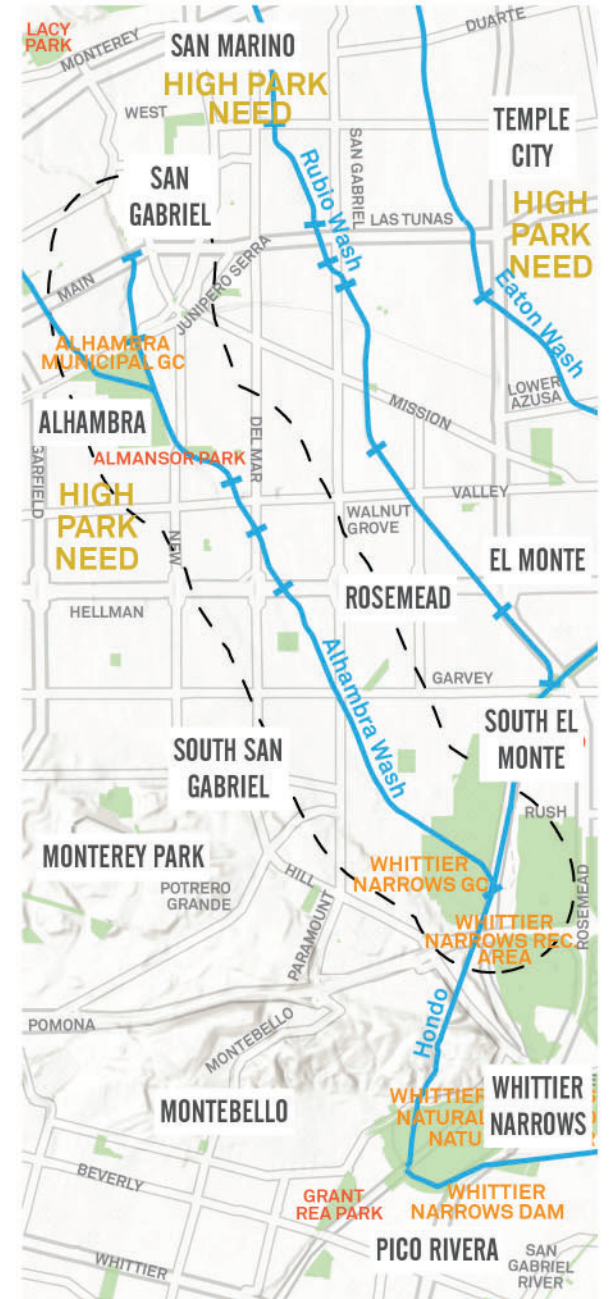 LACY
PARK
MONTEREY
SAN MARINO
DUARTE
HIGH PARK
NEED
WEST
TEMPLE
CITY
SAN
GABRIEL
Rubio Wash
SAN GABRIEL
LAS TUNAS
HIGH
PARK
NEED
JUNIPERO SERRA
MAIN
Eaton Wash
ALHAMBRA
MUNICIPAL GC
LOWER
AZUSA
MISSION
ALHAMBRA
GARFIELD
DEL MAR
ALMANSOR PARK
HIGH
PARK
NEED
VALLEY
WALNUT
GROVE
NEW
EL MONTE
ROSEMEAD
HELLMAN
Alhambra Wash
GARVEY
SOUTH EL
MONTE
SOUTH SAN
GABRIEL
RUSH
MONTEREY PARK
WHITTIER
NARROWS GC
HILL
POTRERO
GRANDE
ROSEMEAD
PARAMOUNT
WHITTIER
NARROWS REC.
AREA
Hondo
POMONA
MONTEBELLO
WHITTIER
NATURAL
NATU
WHITTIER
NARROWS
MONTEBELLO
BEVERLY
GRANT
REA PARK
WHITTIER
NARROWS DAM
PICO RIVERA
SAN
GABRIEL
RIVER
WHITTIER